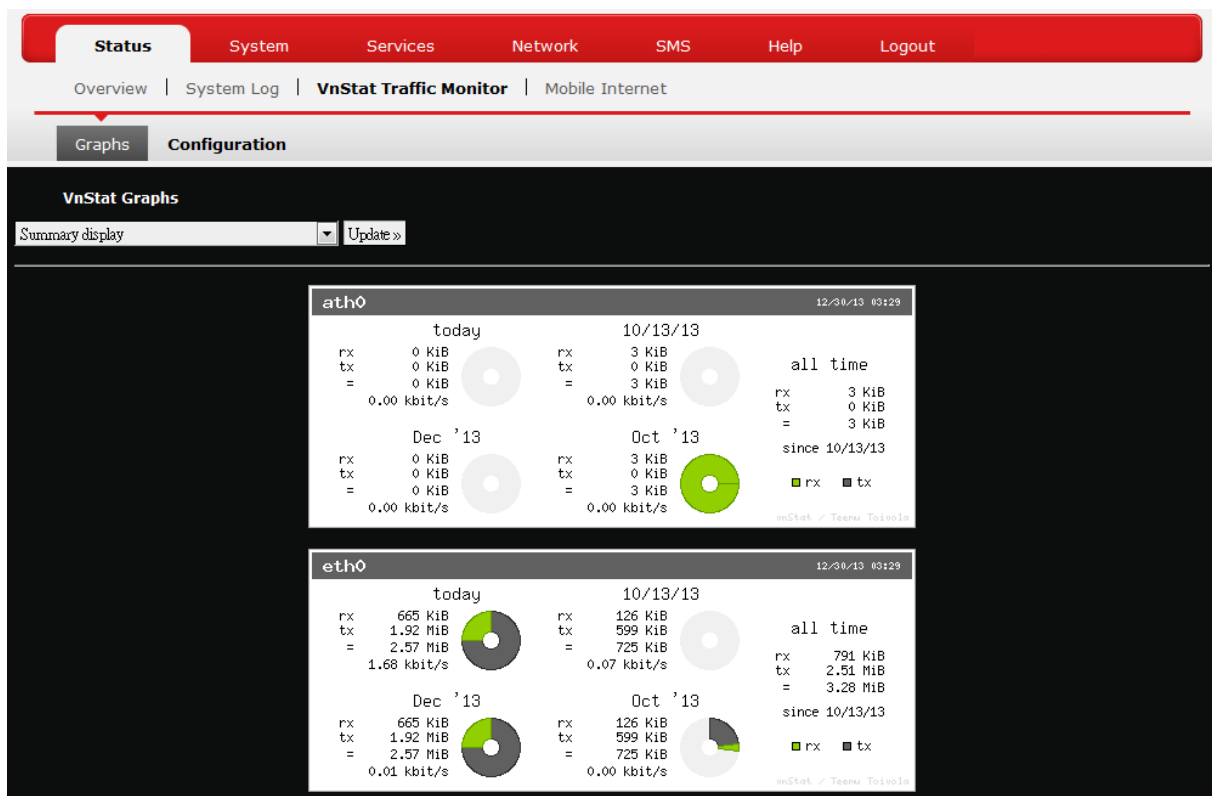 Status System Services Network SMS Help Logout
Overview | System Log | VnStat Traffic Monitor | Mobile Internet
Graphs Configuration
VnStat Graphs
Summary display Update »
ath0 12/30/13 03:29
today 10/13/13
rx 0 KiB rx 3 KiB
tx 0 KiB tx 0 KiB
= 0 KiB = 3 KiB
0.00 kbit/s 0.00 kbit/s
Dec '13 Oct '13
rx 0 KiB rx 3 KiB
tx 0 KiB tx 0 KiB
= 0 KiB = 3 KiB
0.00 kbit/s 0.00 kbit/s
all time
rx 3 KiB
tx 0 KiB
= 3 KiB
since 10/13/13
rx tx
vnStat / Teemu Toivola
eth0 12/30/13 03:29
today 10/13/13
rx 665 KiB rx 126 KiB
tx 1.92 MiB tx 599 KiB
= 2.57 MiB = 725 KiB
1.68 kbit/s 0.07 kbit/s
Dec '13 Oct '13
rx 665 KiB rx 126 KiB
tx 1.92 MiB tx 599 KiB
= 2.57 MiB = 725 KiB
0.01 kbit/s 0.00 kbit/s
all time
rx 791 KiB
tx 2.51 MiB
= 3.28 MiB
since 10/13/13
rx tx
vnStat / Teemu Toivola